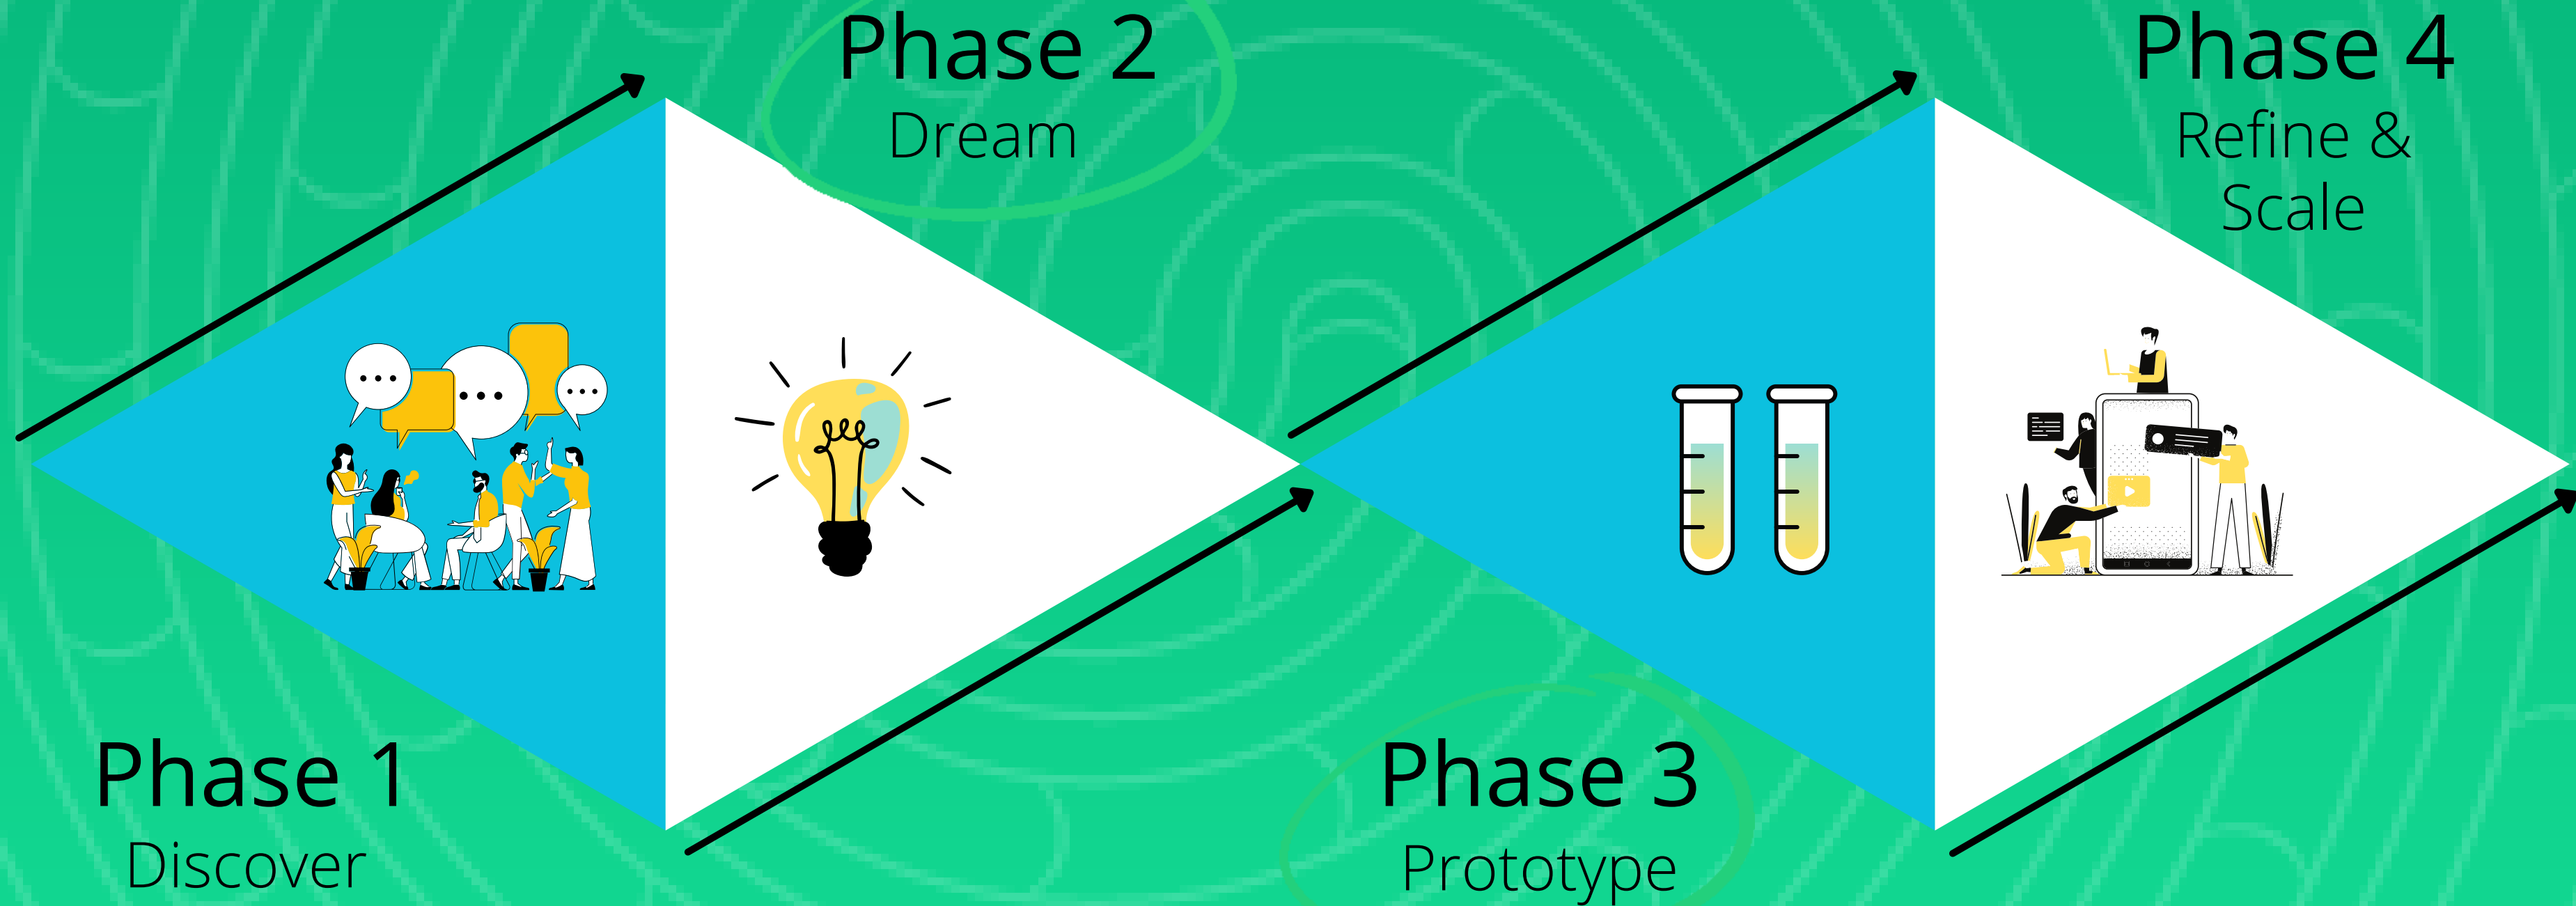 Phase 1
Discover
Phase 2
Dream
Phase 3
Prototype
Phase 4
Refine &
Scale